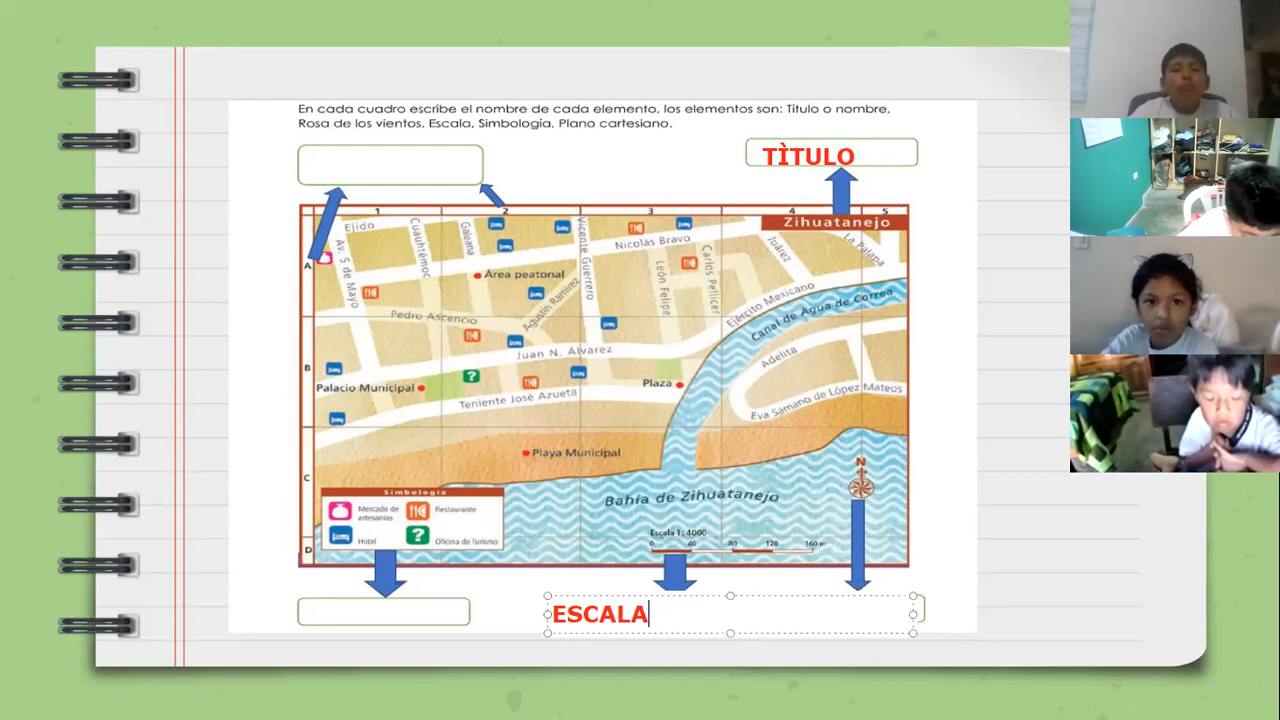 En cada cuadro escribe el nombre de cada elemento, los elementos son: Título o nombre,
Rosa de los vientos, Escala, Simbología, Plano cartesiano.
TÌTULO
1
2
3
4
5
Zihuatanejo
A
B
C
D
Ejido
Av. 5 de Mayo
Cuauhtémoc
Galeana
Vicente Guerrero
Nicolás Bravo
León Felipe
Carlos Pellicer
Juárez
La Palapa
Área peatonal
Agustín Ramírez
Pedro Ascencio
Ejército Mexicano
Canal de Agua de Correa
Juan N. Álvarez
Adelita
Palacio Municipal
Plaza
Teniente José Azueta
Eva Sámano de López Mateos
Playa Municipal
N
Bahía de Zihuatanejo
Simbología
Mercado de
artesanías
Restaurante
Hotel
?
Oficina de Turismo
?
Escala 1: 4000
0 40 80 120 160 m
ESCALA